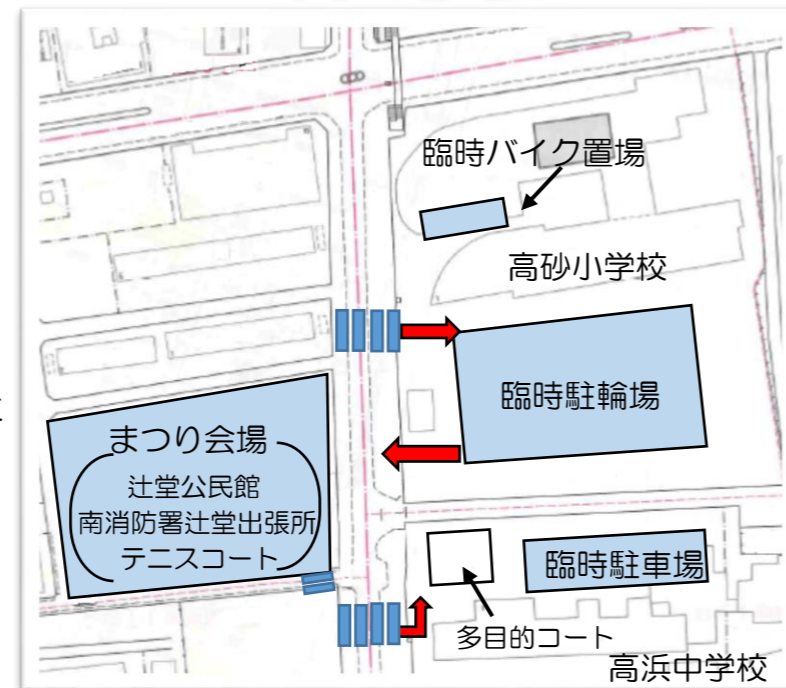 臨時バイク置場
高砂小学校
臨時駐輪場
まつり会場
辻堂公民館
南消防署辻堂出張所
テニスコート
臨時駐車場
多目的コート
高浜中学校